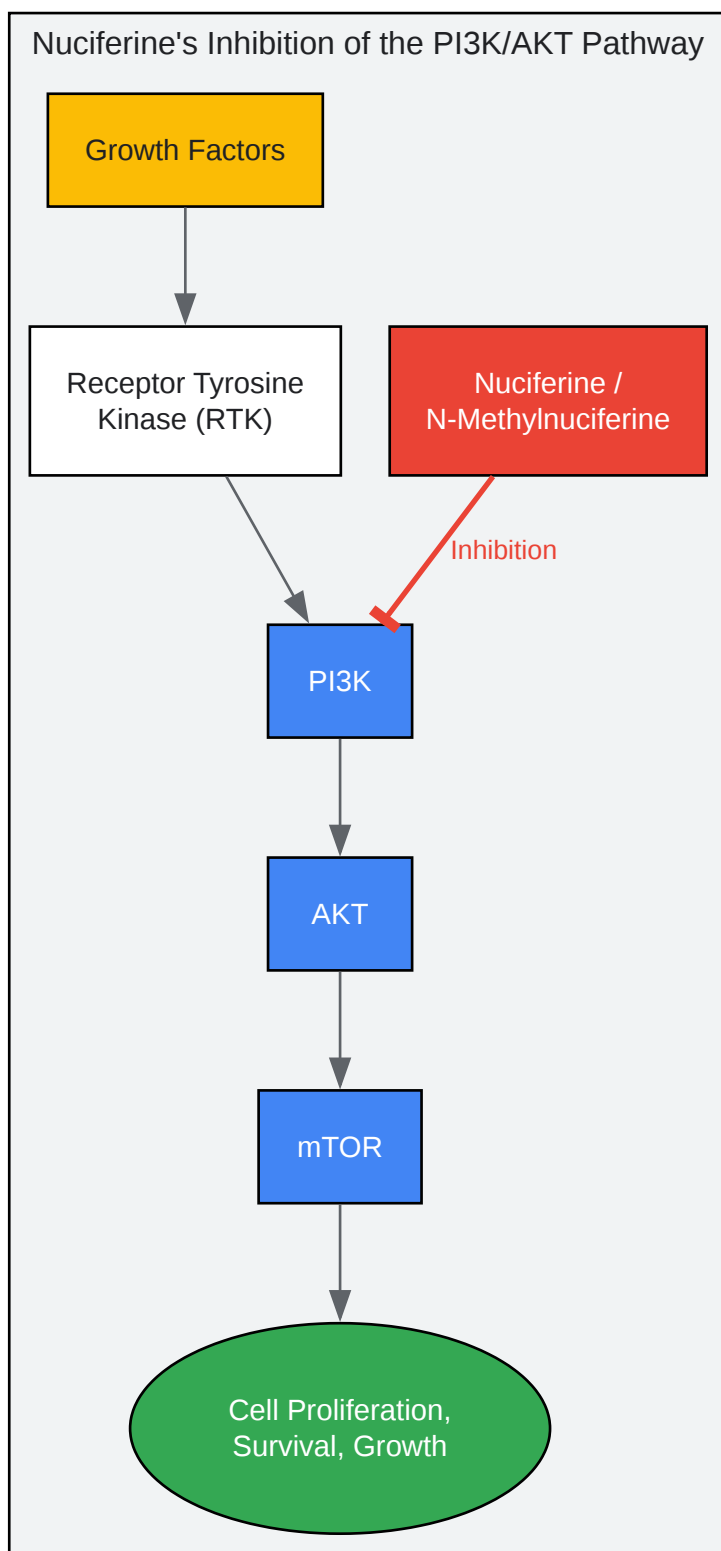 Nuciferine's Inhibition of the PI3K/AKT Pathway
Growth Factors
Receptor Tyrosine
Kinase (RTK)
Nuciferine /
N-Methylnuciferine
Inhibition
PI3K
AKT
mTOR
Cell Proliferation,
Survival, Growth